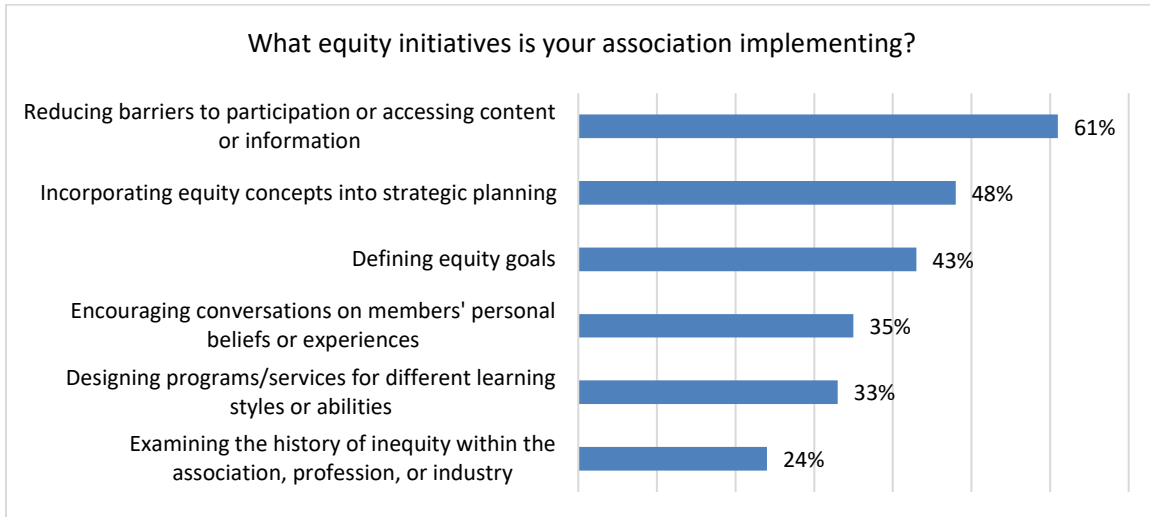 What equity initiatives is your association implementing?
Reducing barriers to participation or accessing content
or information
61%
Incorporating equity concepts into strategic planning
48%
Defining equity goals
43%
Encouraging conversations on members' personal
beliefs or experiences
35%
Designing programs/services for different learning
styles or abilities
33%
Examining the history of inequity within the
association, profession, or industry
24%